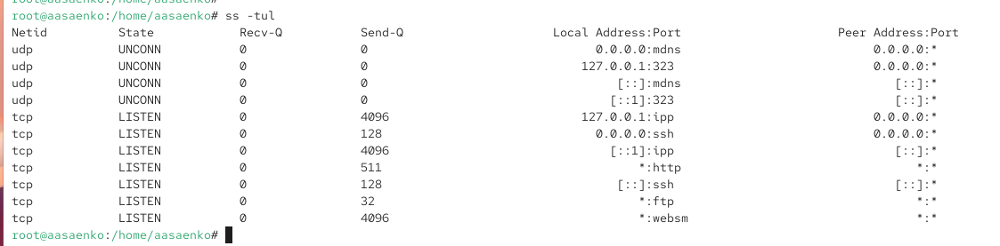 root@aasaenko:/home/aasaenko#
root@aasaenko:/home/aasaenko# ss -tul
Netid State Recv-Q Send-Q Local Address:Port Peer Address:Port
udp UNCONN 0 0 0.0.0.0:mdns 0.0.0.0:*
udp UNCONN 0 0 127.0.0.1:323 0.0.0.0:*
udp UNCONN 0 0 [::]:mdns [::]:*
udp UNCONN 0 0 [::1]:323 [::]:*
tcp LISTEN 0 4096 127.0.0.1:ipp 0.0.0.0:*
tcp LISTEN 0 128 0.0.0.0:ssh 0.0.0.0:*
tcp LISTEN 0 4096 [::1]:ipp [::]:*
tcp LISTEN 0 511 *:http *:*
tcp LISTEN 0 128 [::]:ssh [::]:*
tcp LISTEN 0 32 *:ftp *:*
tcp LISTEN 0 4096 *:websm *:*
root@aasaenko:/home/aasaenko#